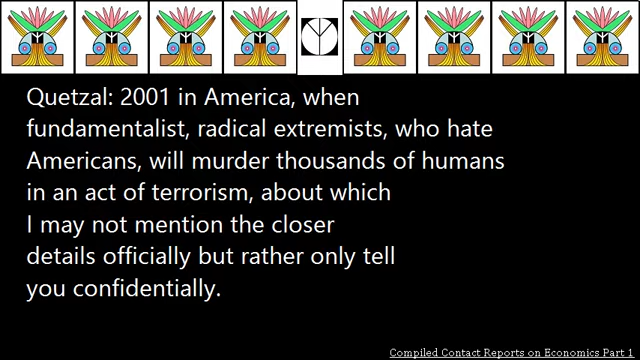 Quetzal: 2001 in America, when
fundamentalist, radical extremists, who hate
Americans, will murder thousands of humans
in an act of terrorism, about which
I may not mention the closer
details officially but rather only tell
you confidentially.
Compiled Contact Reports on Economics Part 1